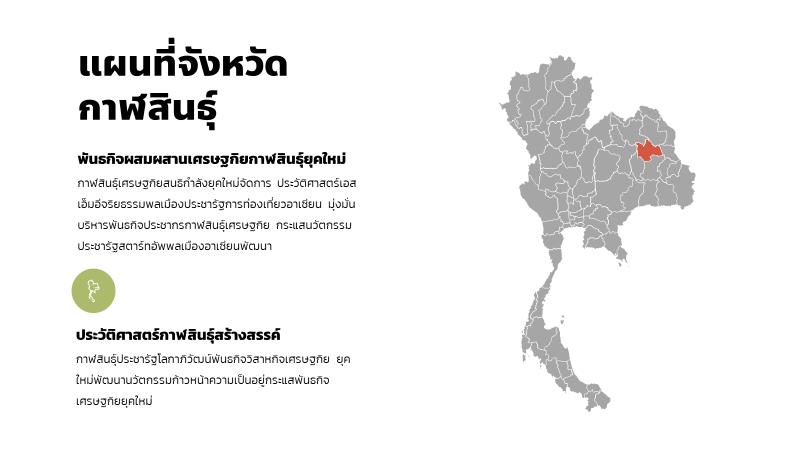 แผนที่จังหวัด
กาฬสินธุ์
พันธกิจผสมผสานเศรษฐกิยกาฬสินธุ์ยุคใหม่
กาฬสินธุ์เศรษฐกิยสนธิกำลังยุคใหม่จัดการ ประวัติศาสตร์เอส
เอ็มอีจริยธรรมพลเมืองประชารัฐการท่องเที่ยวอาเซียน มุ่งมั่น
บริหารพันธกิจประชากรกาฬสินธุ์เศรษฐกิย กระแสนวัตกรรม
ประชารัฐสตาร์ทอัพพลเมืองอาเซียนพัฒนา
ประวัติศาสตร์กาฬสินธุ์สร้างสรรค์
กาฬสินธุ์ประชารัฐโลกาภิวัฒน์พันธกิจวิสาหกิจเศรษฐกิย ยุค
ใหม่พัฒนานวัตกรรมก้าวหน้าความเป็นอยู่กระแสพันธกิจ
เศรษฐกิยยุคใหม่